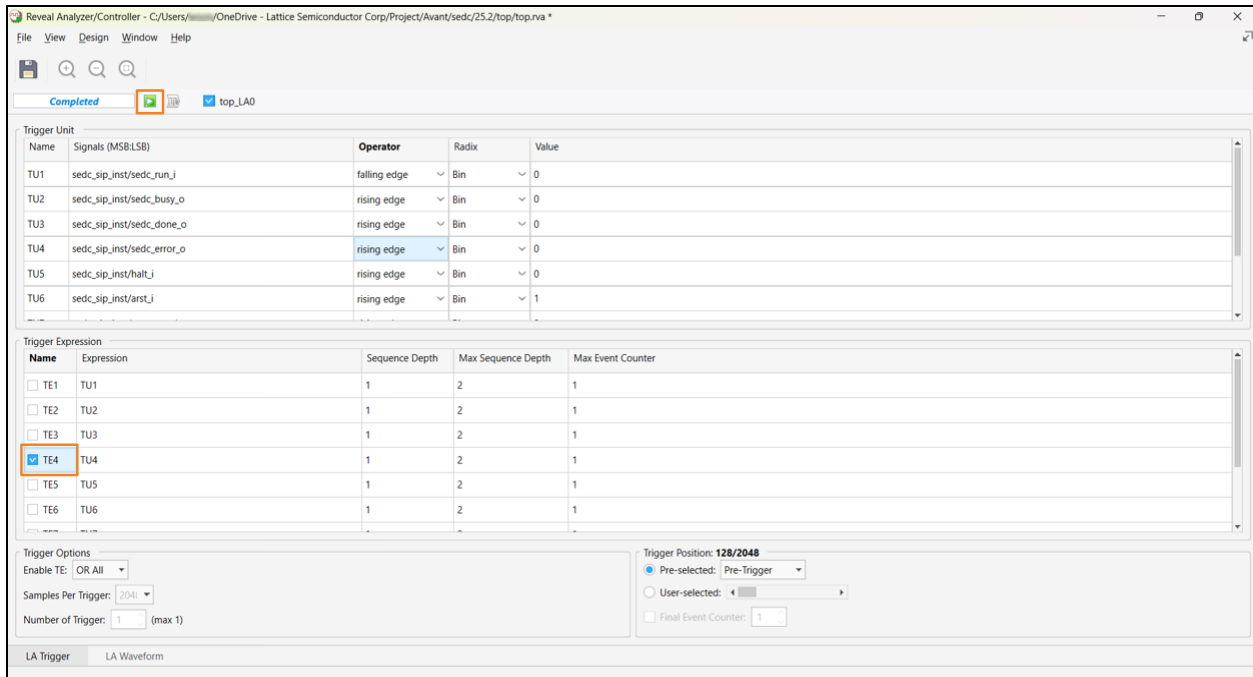 Reveal Analyzer/Controller - C:/Users/ /OneDrive - Lattice Semiconductor Corp/Project/Avant/sedc/25.2/top/top.rva *
File View Design Window Help
Completed top_LA0
Trigger Unit
Name Signals (MSB:LSB) Operator Radix Value
TU1 sedc_sip_inst/sedc_run_i falling edge Bin 0
TU2 sedc_sip_inst/sedc_busy_o rising edge Bin 0
TU3 sedc_sip_inst/sedc_done_o rising edge Bin 0
TU4 sedc_sip_inst/sedc_error_o rising edge Bin 0
TU5 sedc_sip_inst/halt_i rising edge Bin 0
TU6 sedc_sip_inst/arst_i rising edge Bin 1
Trigger Expression
Name Expression Sequence Depth Max Sequence Depth Max Event Counter
TE1 TU1 1 2 1
TE2 TU2 1 2 1
TE3 TU3 1 2 1
TE4 TU4 1 2 1
TE5 TU5 1 2 1
TE6 TU6 1 2 1
Trigger Options
Enable TE: OR All
Samples Per Trigger:
Number of Trigger: 1 (max 1)
Trigger Position: 128/2048
Pre-selected: Pre-Trigger
User-selected:
Final Event Counter: 1
LA Trigger LA Waveform